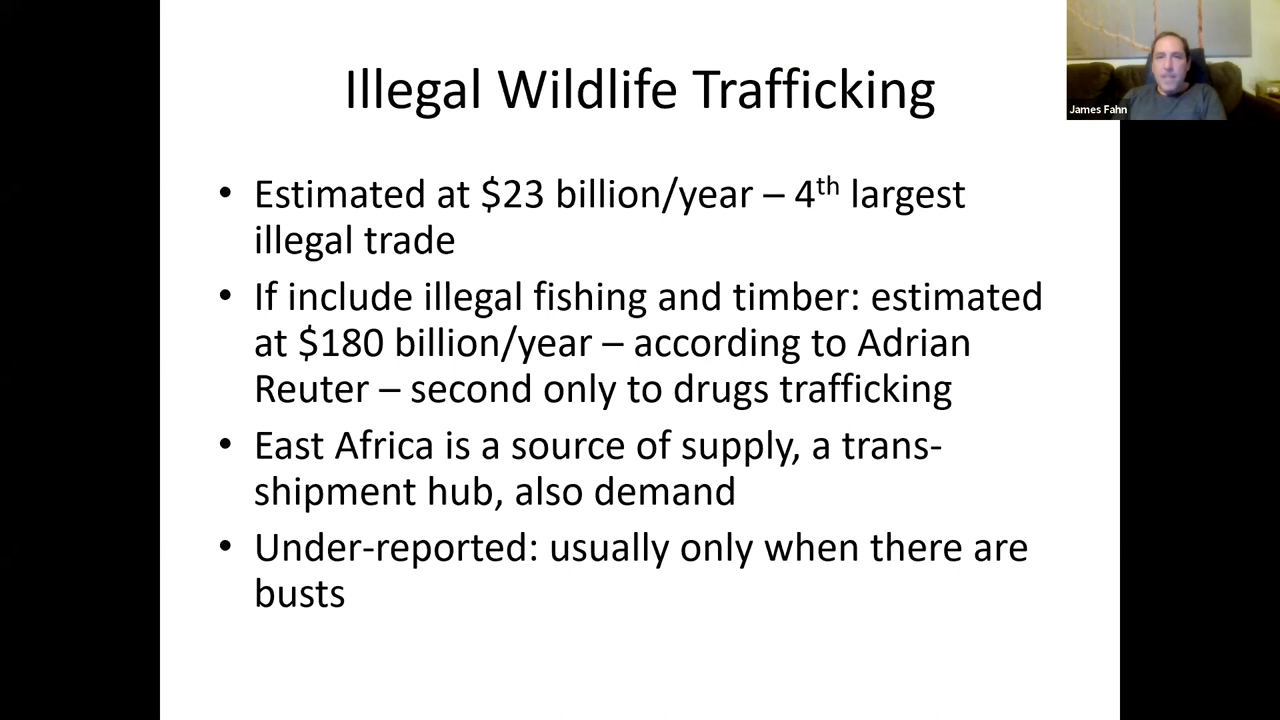 Illegal Wildlife Trafficking
James Fahn
• Estimated at $23 billion/year – 4th largest
illegal trade
• If include illegal fishing and timber: estimated
at $180 billion/year – according to Adrian
Reuter – second only to drugs trafficking
• East Africa is a source of supply, a trans-
shipment hub, also demand
• Under-reported: usually only when there are
busts